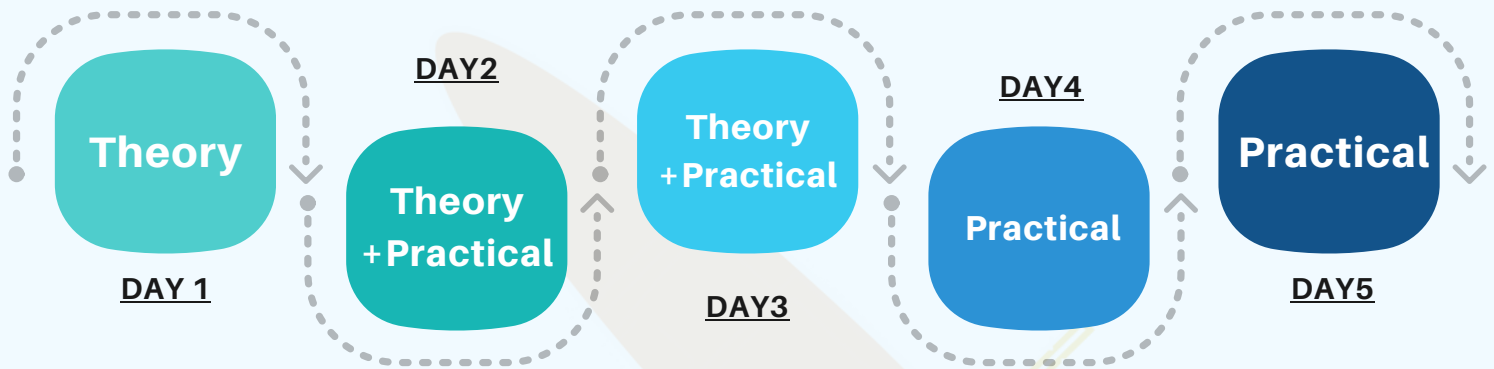 Theory
DAY 1
DAY2
Theory
+Practical
Theory
+Practical
DAY3
DAY4
Practical
Practical
DAY5